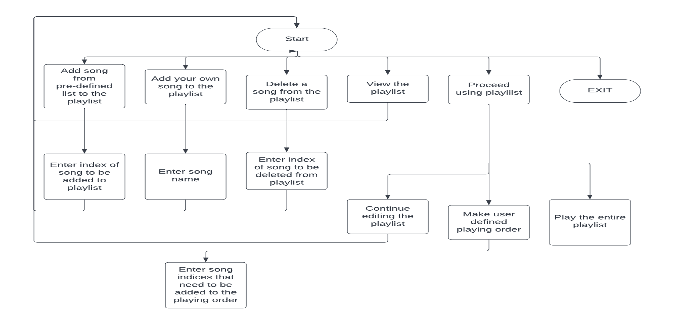 Start
Add song
from
pre-defined
list to the
playlist
Add your own
song to the
playlist
Delete a
song from the
playlist
View the
playlist
Proceed
using playlist
EXIT
Enter index of
song to be
added to
playlist
Enter song
name
Enter index
of song to be
deleted from
playlist
Continue
editing the
playlist
Make user
defined
playing order
Play the entire
playlist
Enter song
indices that
need to be
added to the
playing order